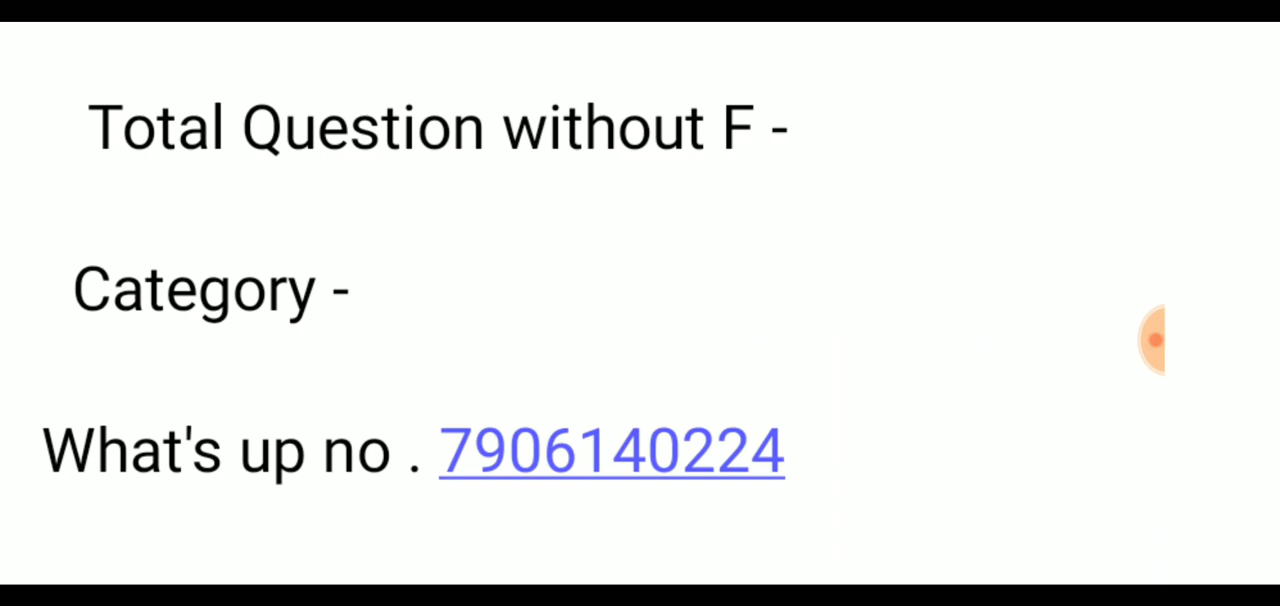 Total Question without F -
Category -
What's up no . 7906140224